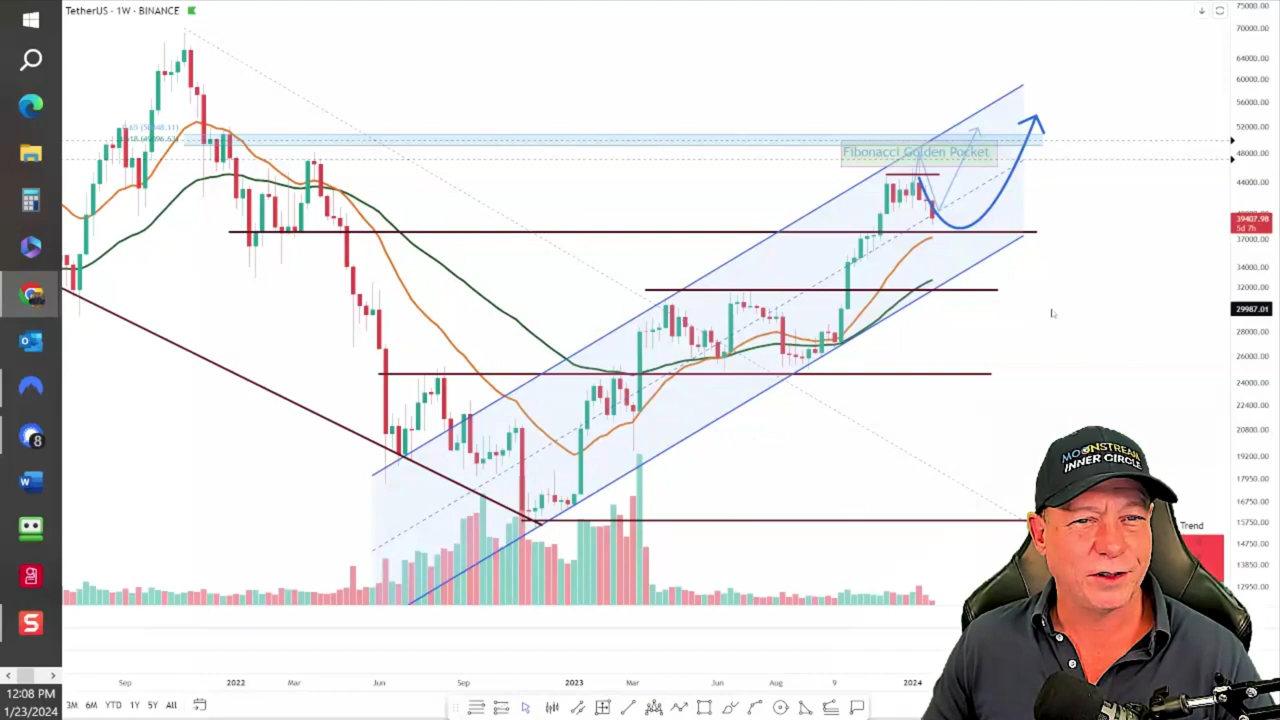 TetherUS · 1W · BINANCE
75000.00
70000.00
64000.00
60000.00
56000.00
52000.00
48000.00
44000.00
39407.98
5d 7h
37000.00
34000.00
32000.00
29987.01
28000.00
26000.00
24000.00
22400.00
20800.00
19200.00
17950.00
16750.00
15750.00
14750.00
13850.00
12950.00
Fibonacci Golden Pocket
MOONSTREAM
INNER CIRCLE
Trend
8
Sep
2022
Mar
Jun
Sep
2023
Mar
Jun
Aug
9
2024
3M 6M YTD 1Y 5Y All
12:08 PM
1/23/2024